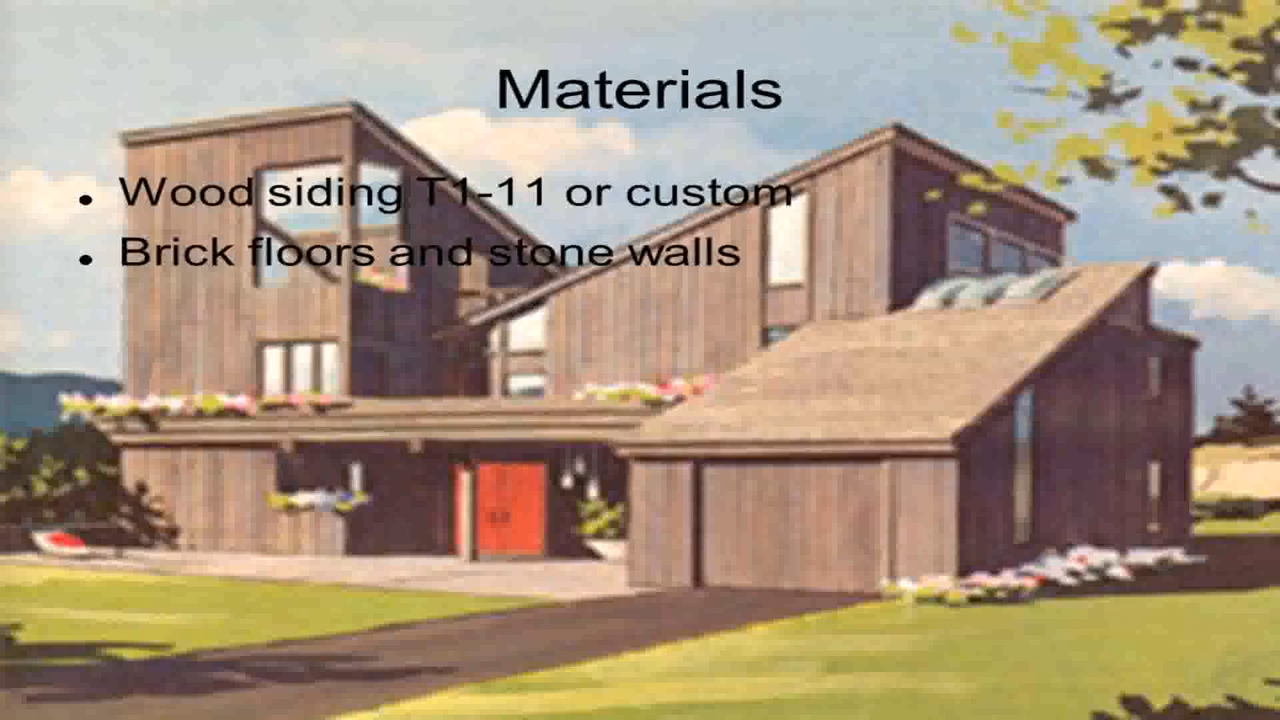 Materials
• Wood siding T1-11 or custom
• Brick floors and stone walls